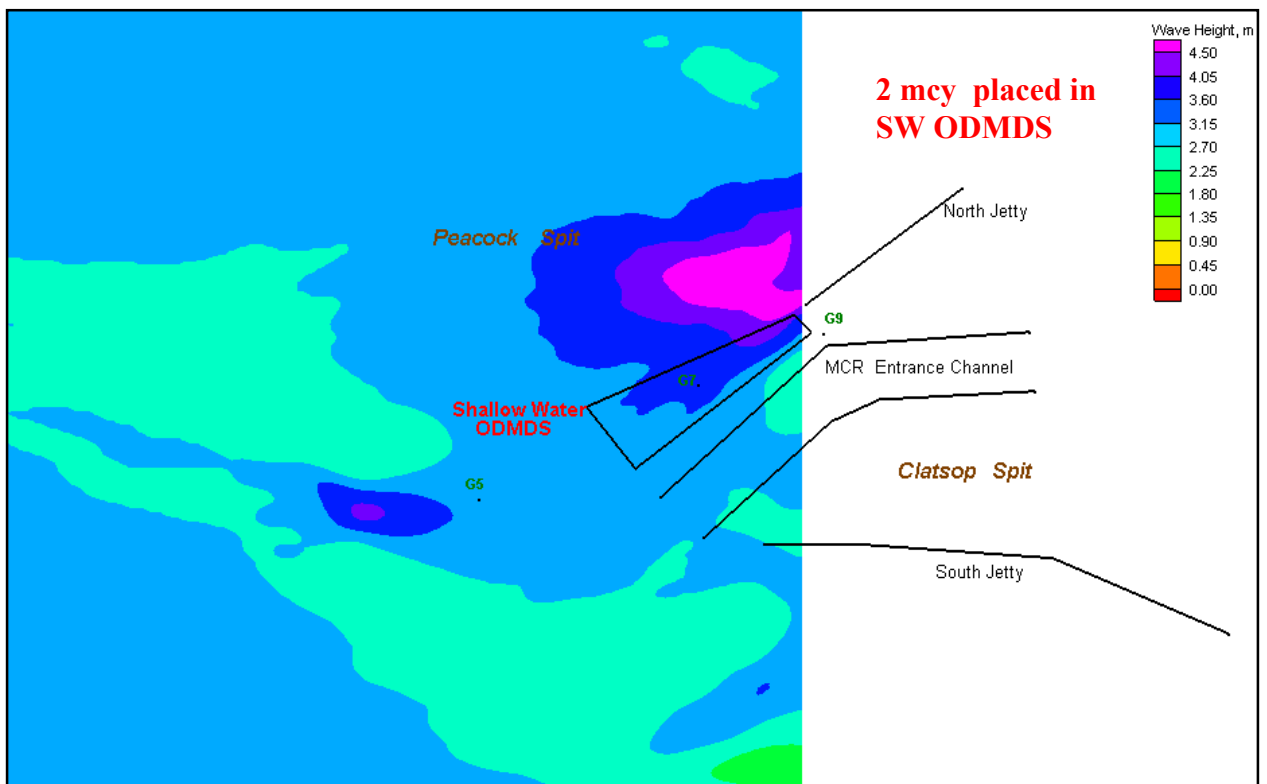 Wave Height, m
4.50
4.05
3.60
3.15
2.70
2.25
1.80
1.35
0.90
0.45
0.00
2 mcy placed in
SW ODMDS
North Jetty
Peacock Spit
G9
MCR Entrance Channel
G7
Shallow Water
ODMDS
Clatsop Spit
G5
South Jetty